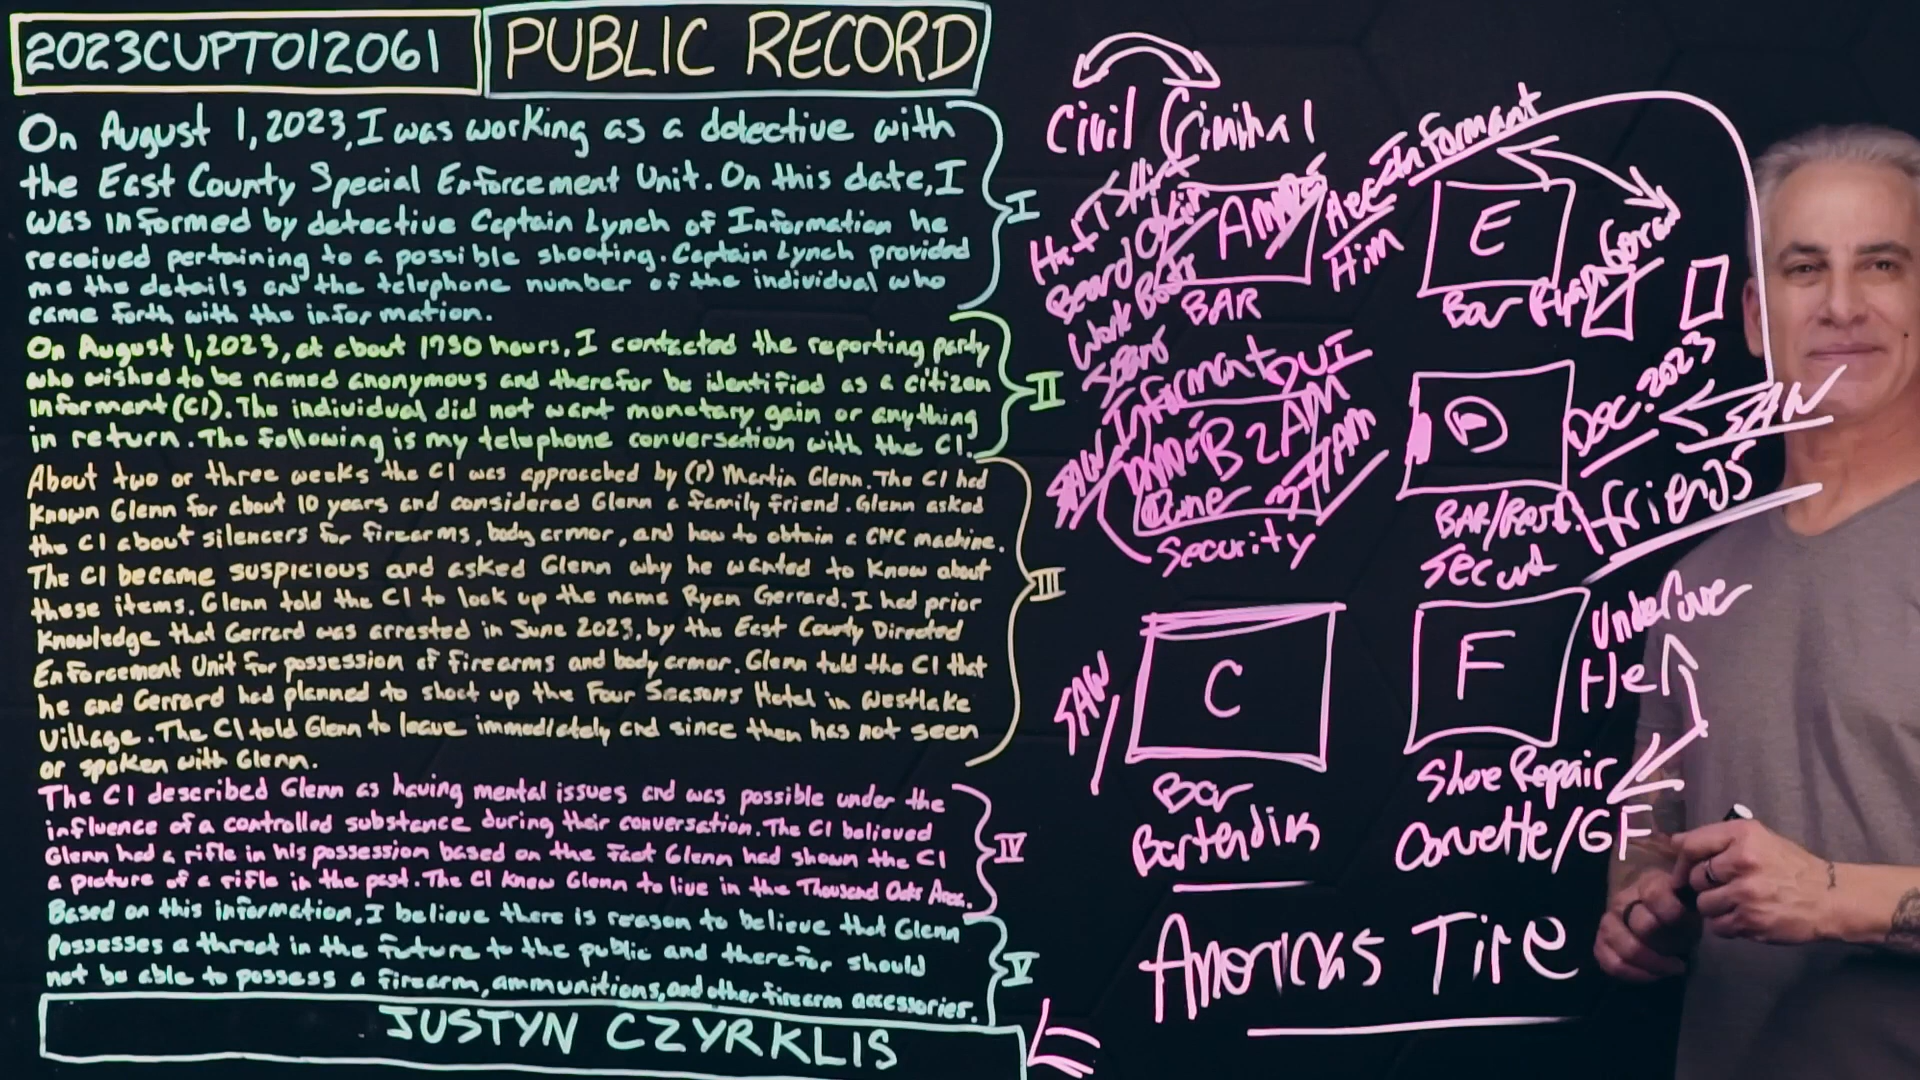 2023CUPT012061
PUBLIC RECORD
On August 1, 2023, I was working as a detective with
the East County Special Enforcement Unit. On this date, I
was informed by detective Captain Lynch of Information he
received pertaining to a possible shooting. Captain Lynch provided
me the details and the telephone number of the individual who
came forth with the information.
I
On August 1, 2023, at about 1730 hours, I contacted the reporting party
who wished to be named anonymous and therefor be identified as a citizen
informant (CI). The individual did not want monetary gain or anything
in return. The following is my telephone conversation with the CI.
II
About two or three weeks the CI was approached by (P) Martin Glenn. The CI had
Known Glenn for about 10 years and considered Glenn a family friend. Glenn asked
the CI about silencers for firearms, body armor, and how to obtain a CNC machine.
The CI became suspicious and asked Glenn why he wanted to Know about
these items. Glenn told the CI to look up the name Ryan Gerrard. I had prior
Knowledge that Gerrard was arrested in June 2023, by the East County Directed
Enforcement Unit for possession of firearms and body armor. Glenn told the CI that
he and Gerrard had planned to shoot up the Four Seasons Hotel in Westlake
Village. The CI told Glenn to leave immediately and since then has not seen
or spoken with Glenn.
III
The CI described Glenn as having mental issues and was possible under the
influence of a controlled substance during their conversation. The CI believed
Glenn had a rifle in his possession based on the fact Glenn had shown the CI
a picture of a rifle in the past. The CI Knew Glenn to live in the Thousand Oaks Area.
IV
Based on this information, I believe there is reason to believe that Glenn
Possesses a threat in the future to the public and therefor should
not be able to possess a firearm, ammunitions, and other firearm accessories.
V
JUSTYN CZYRKLIS
Civil Criminal
Informant
Hat TShirt
Beard
Work Boots
BAR
Him
E
Bar Ryan
Informant DUI
SAW
B 2AM
Owner
Security
D
Dec. 2023
SAW
BAR/Rest.
friends
C
SAW
Bar
Bartending
F
Undercover
Shoe Repair
Corvette/GF
Americas Tire